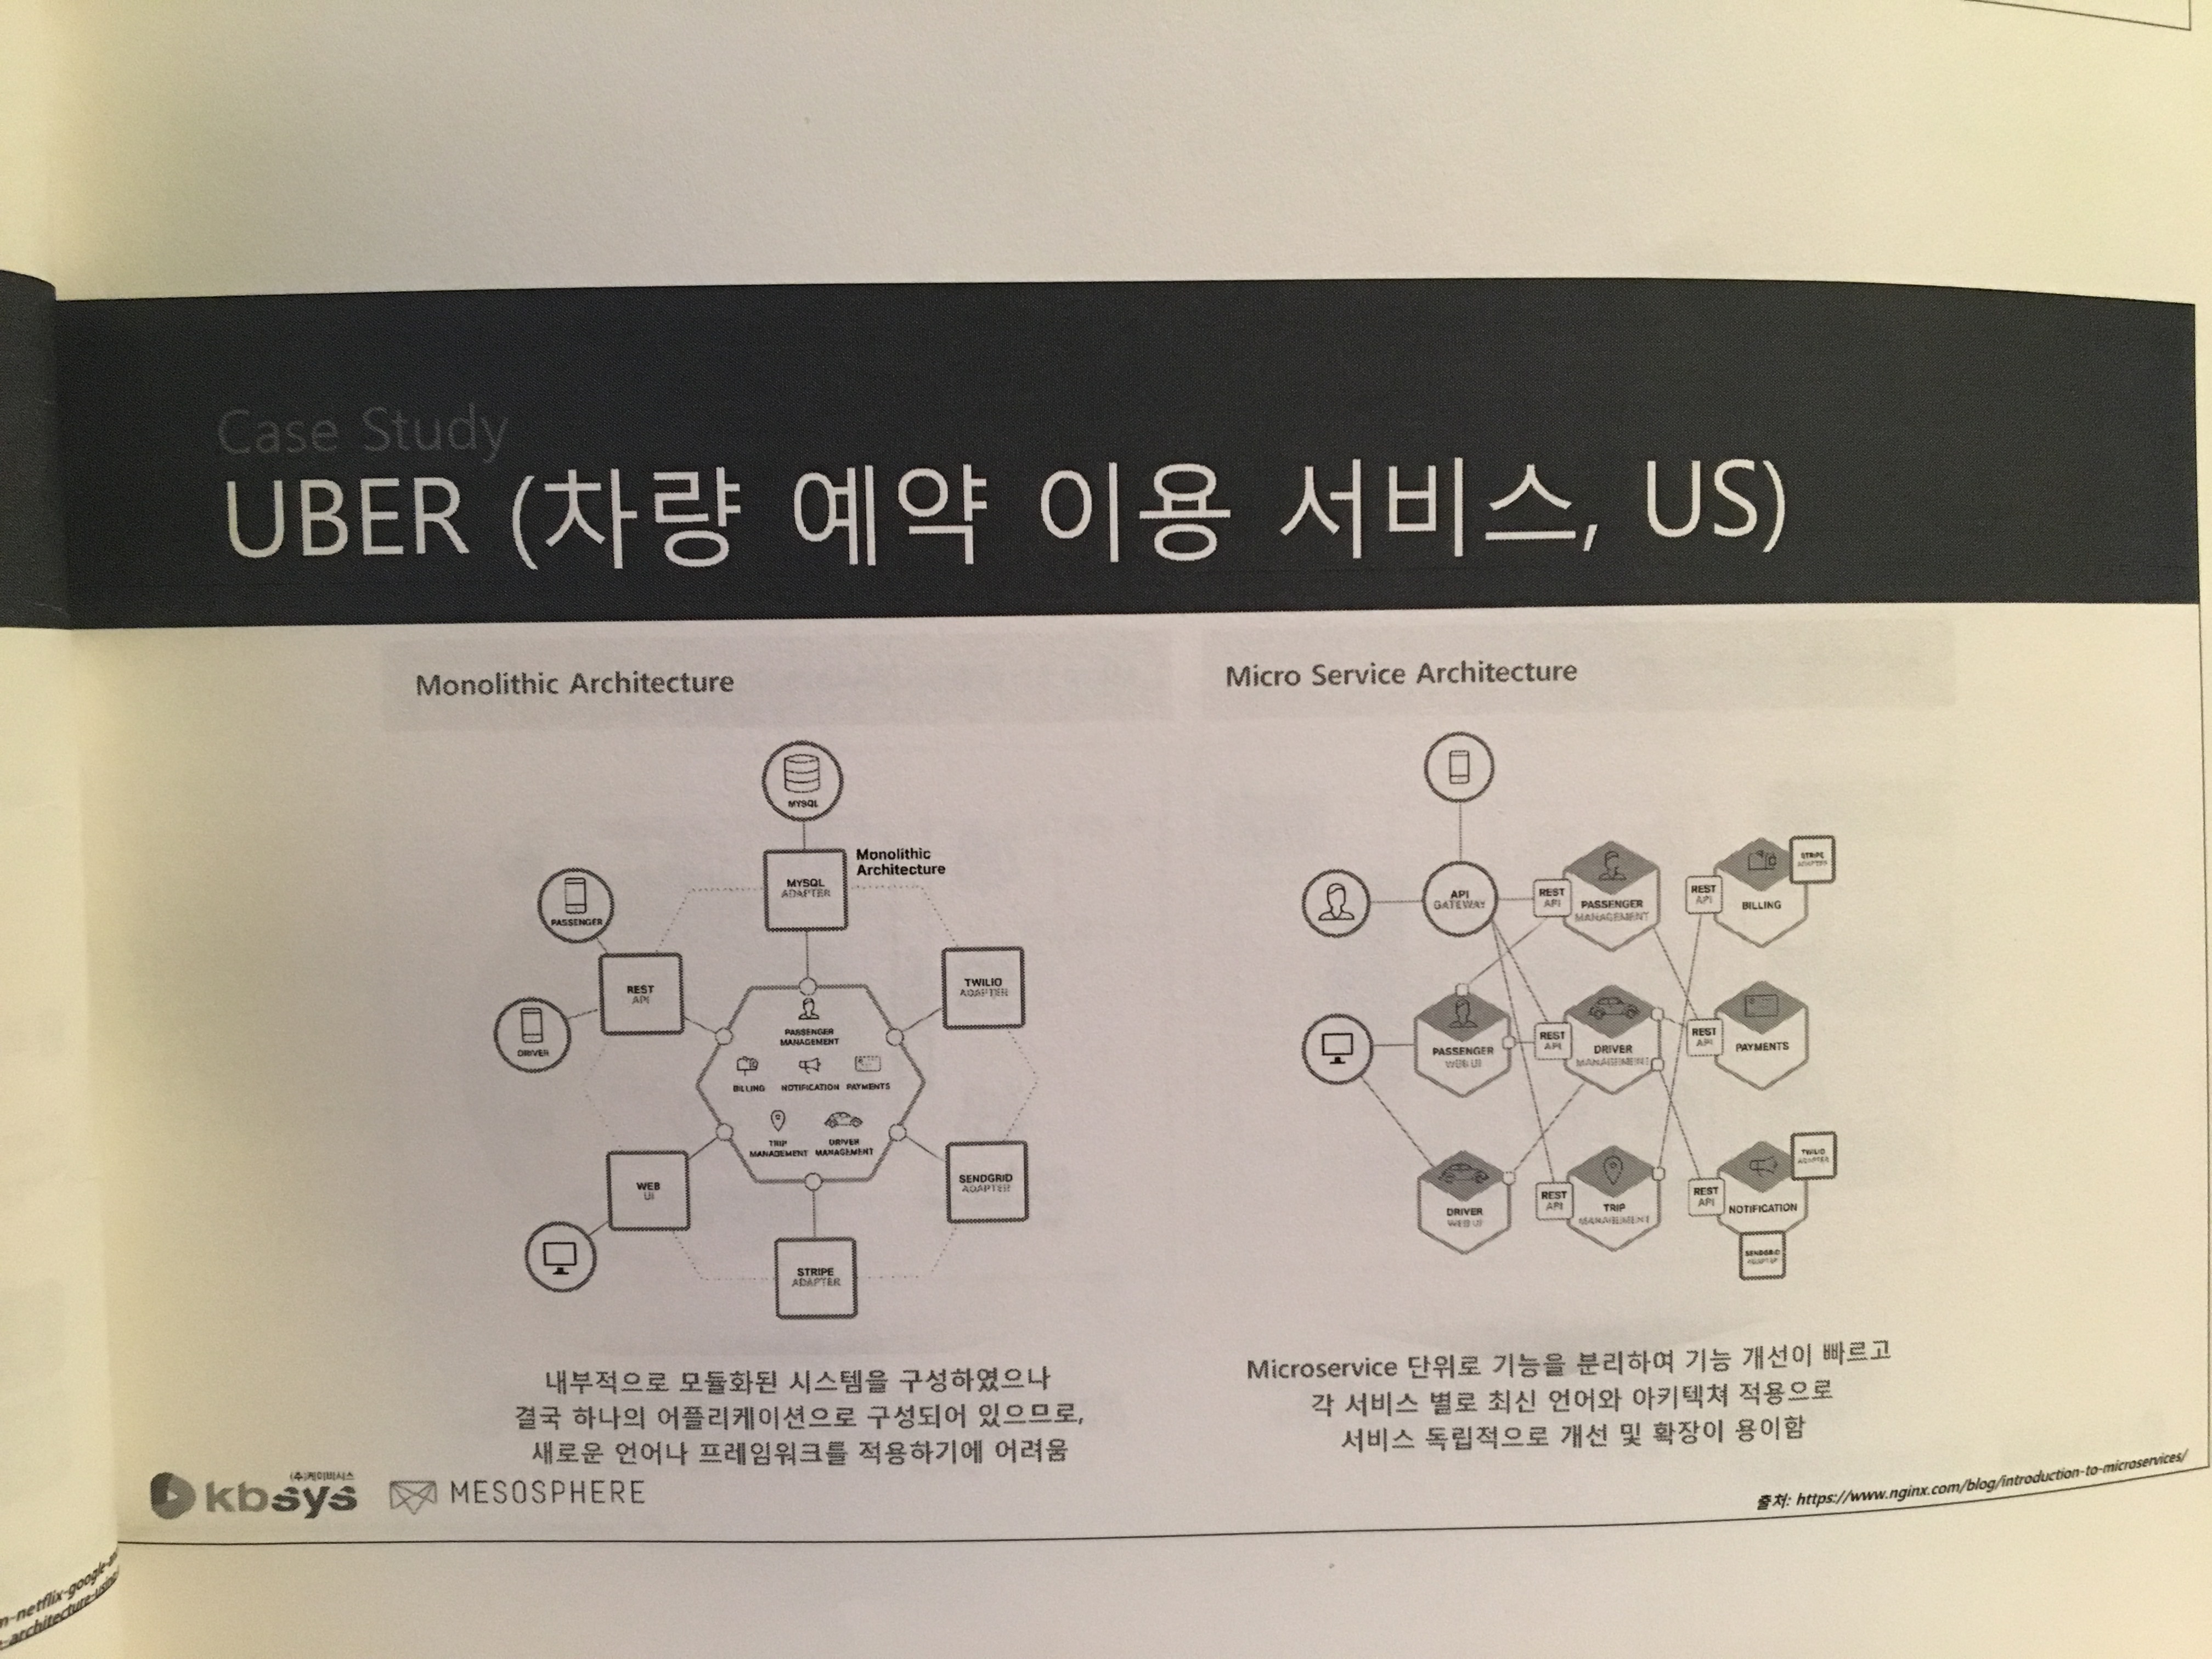 Case Study
UBER (차량 예약 이용 서비스, US)
Monolithic Architecture
MYSQL
MYSQL
ADAPTER
Monolithic
Architecture
PASSENGER
REST
API
TWILIO
ADAPTER
DRIVER
PASSENGER
MANAGEMENT
BILLING
NOTIFICATION
PAYMENTS
TRIP
MANAGEMENT
DRIVER
MANAGEMENT
WEB
UI
SENDGRID
ADAPTER
STRIPE
ADAPTER
내부적으로 모듈화된 시스템을 구성하였으나
결국 하나의 어플리케이션으로 구성되어 있으므로,
새로운 언어나 프레임워크를 적용하기에 어려움
Micro Service Architecture
API
GATEWAY
REST
API
PASSENGER
MANAGEMENT
REST
API
BILLING
STRIPE
ADAPTER
PASSENGER
WEB UI
REST
API
DRIVER
MANAGEMENT
REST
API
PAYMENTS
DRIVER
WEB UI
REST
API
TRIP
MANAGEMENT
REST
API
NOTIFICATION
TWILIO
ADAPTER
SENDGRID
ADAPTER
Microservice 단위로 기능을 분리하여 기능 개선이 빠르고
각 서비스 별로 최신 언어와 아키텍쳐 적용으로
서비스 독립적으로 개선 및 확장이 용이함
(주)케이비시스
kbsys
MESOSPHERE
출처: https://www.nginx.com/blog/introduction-to-microservices/
n-netflix-google-
-architecture-using